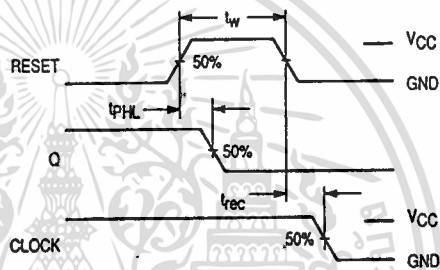 tw
VCC
RESET
50%
GND
tPHL
Q
50%
trec
VCC
CLOCK
50%
GND